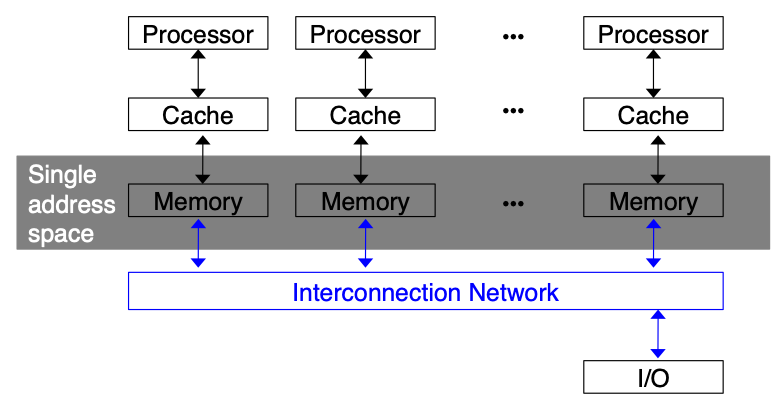 Processor Processor ... Processor
Cache Cache ... Cache
Single
address
space
Memory Memory ... Memory
Interconnection Network
I/O